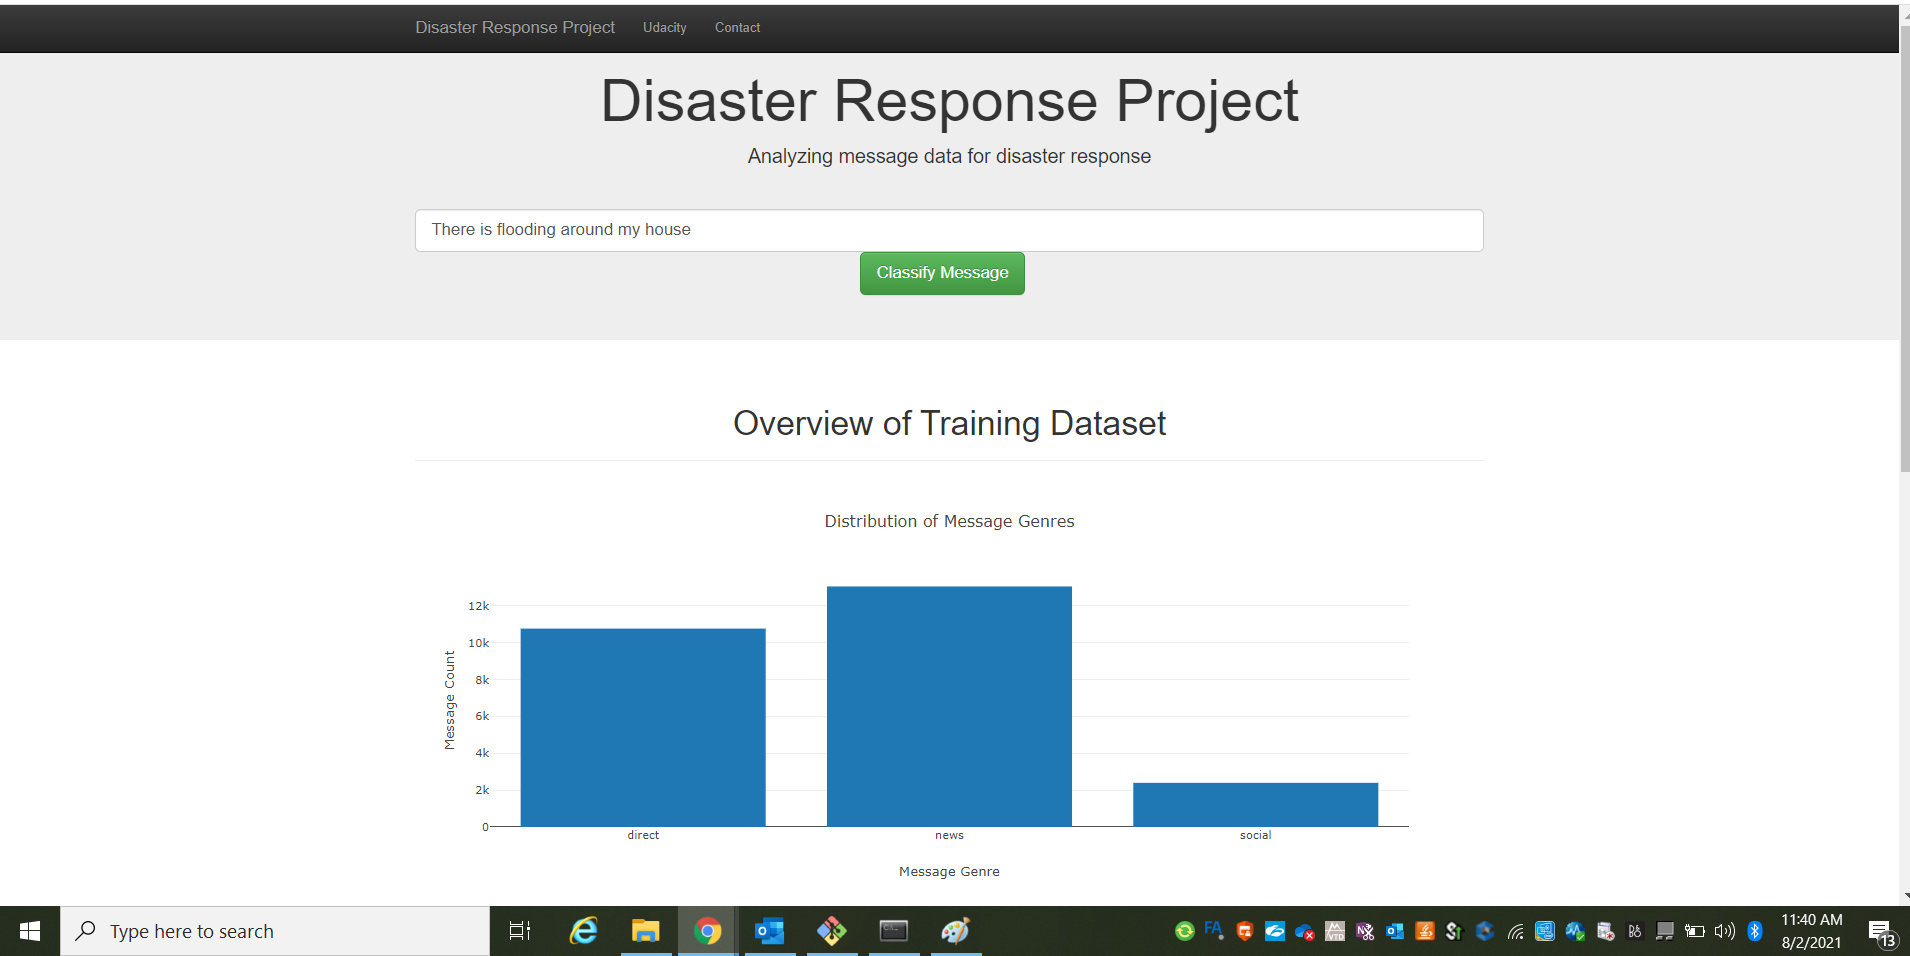 Disaster Response Project Udacity Contact
Disaster Response Project
Analyzing message data for disaster response
There is flooding around my house
Classify Message
Overview of Training Dataset
Distribution of Message Genres
12k
10k
8k
6k
4k
2k
0
Message Count
direct news social
Message Genre
Type here to search
FA
VTD
11:40 AM
8/2/2021
13